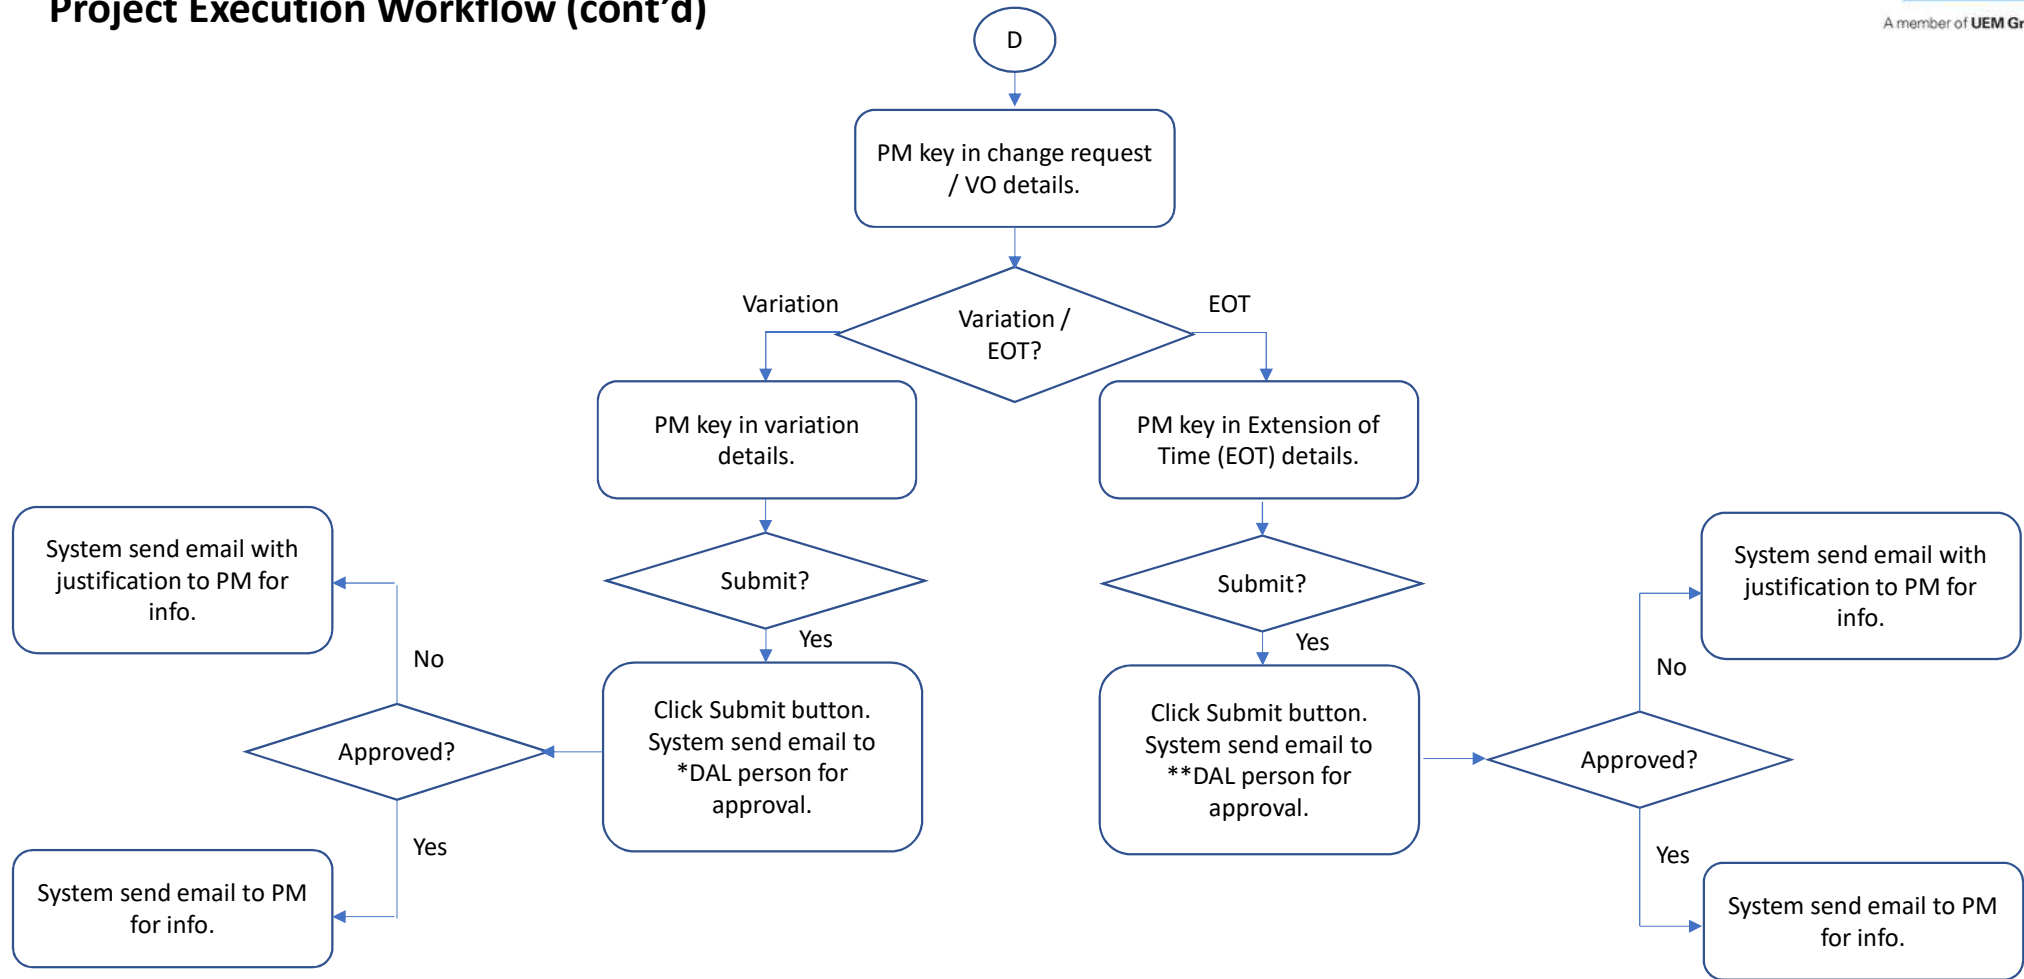 Project Execution Workflow (cont’d)
A member of UEM Gr
D
PM key in change request
/ VO details.
Variation
Variation /
EOT?
EOT
PM key in variation
details.
PM key in Extension of
Time (EOT) details.
System send email with
justification to PM for
info.
Submit?
Submit?
System send email with
justification to PM for
info.
Yes
Yes
No
No
Click Submit button.
System send email to
*DAL person for
approval.
Click Submit button.
System send email to
**DAL person for
approval.
Approved?
Approved?
Yes
Yes
System send email to PM
for info.
System send email to PM
for info.